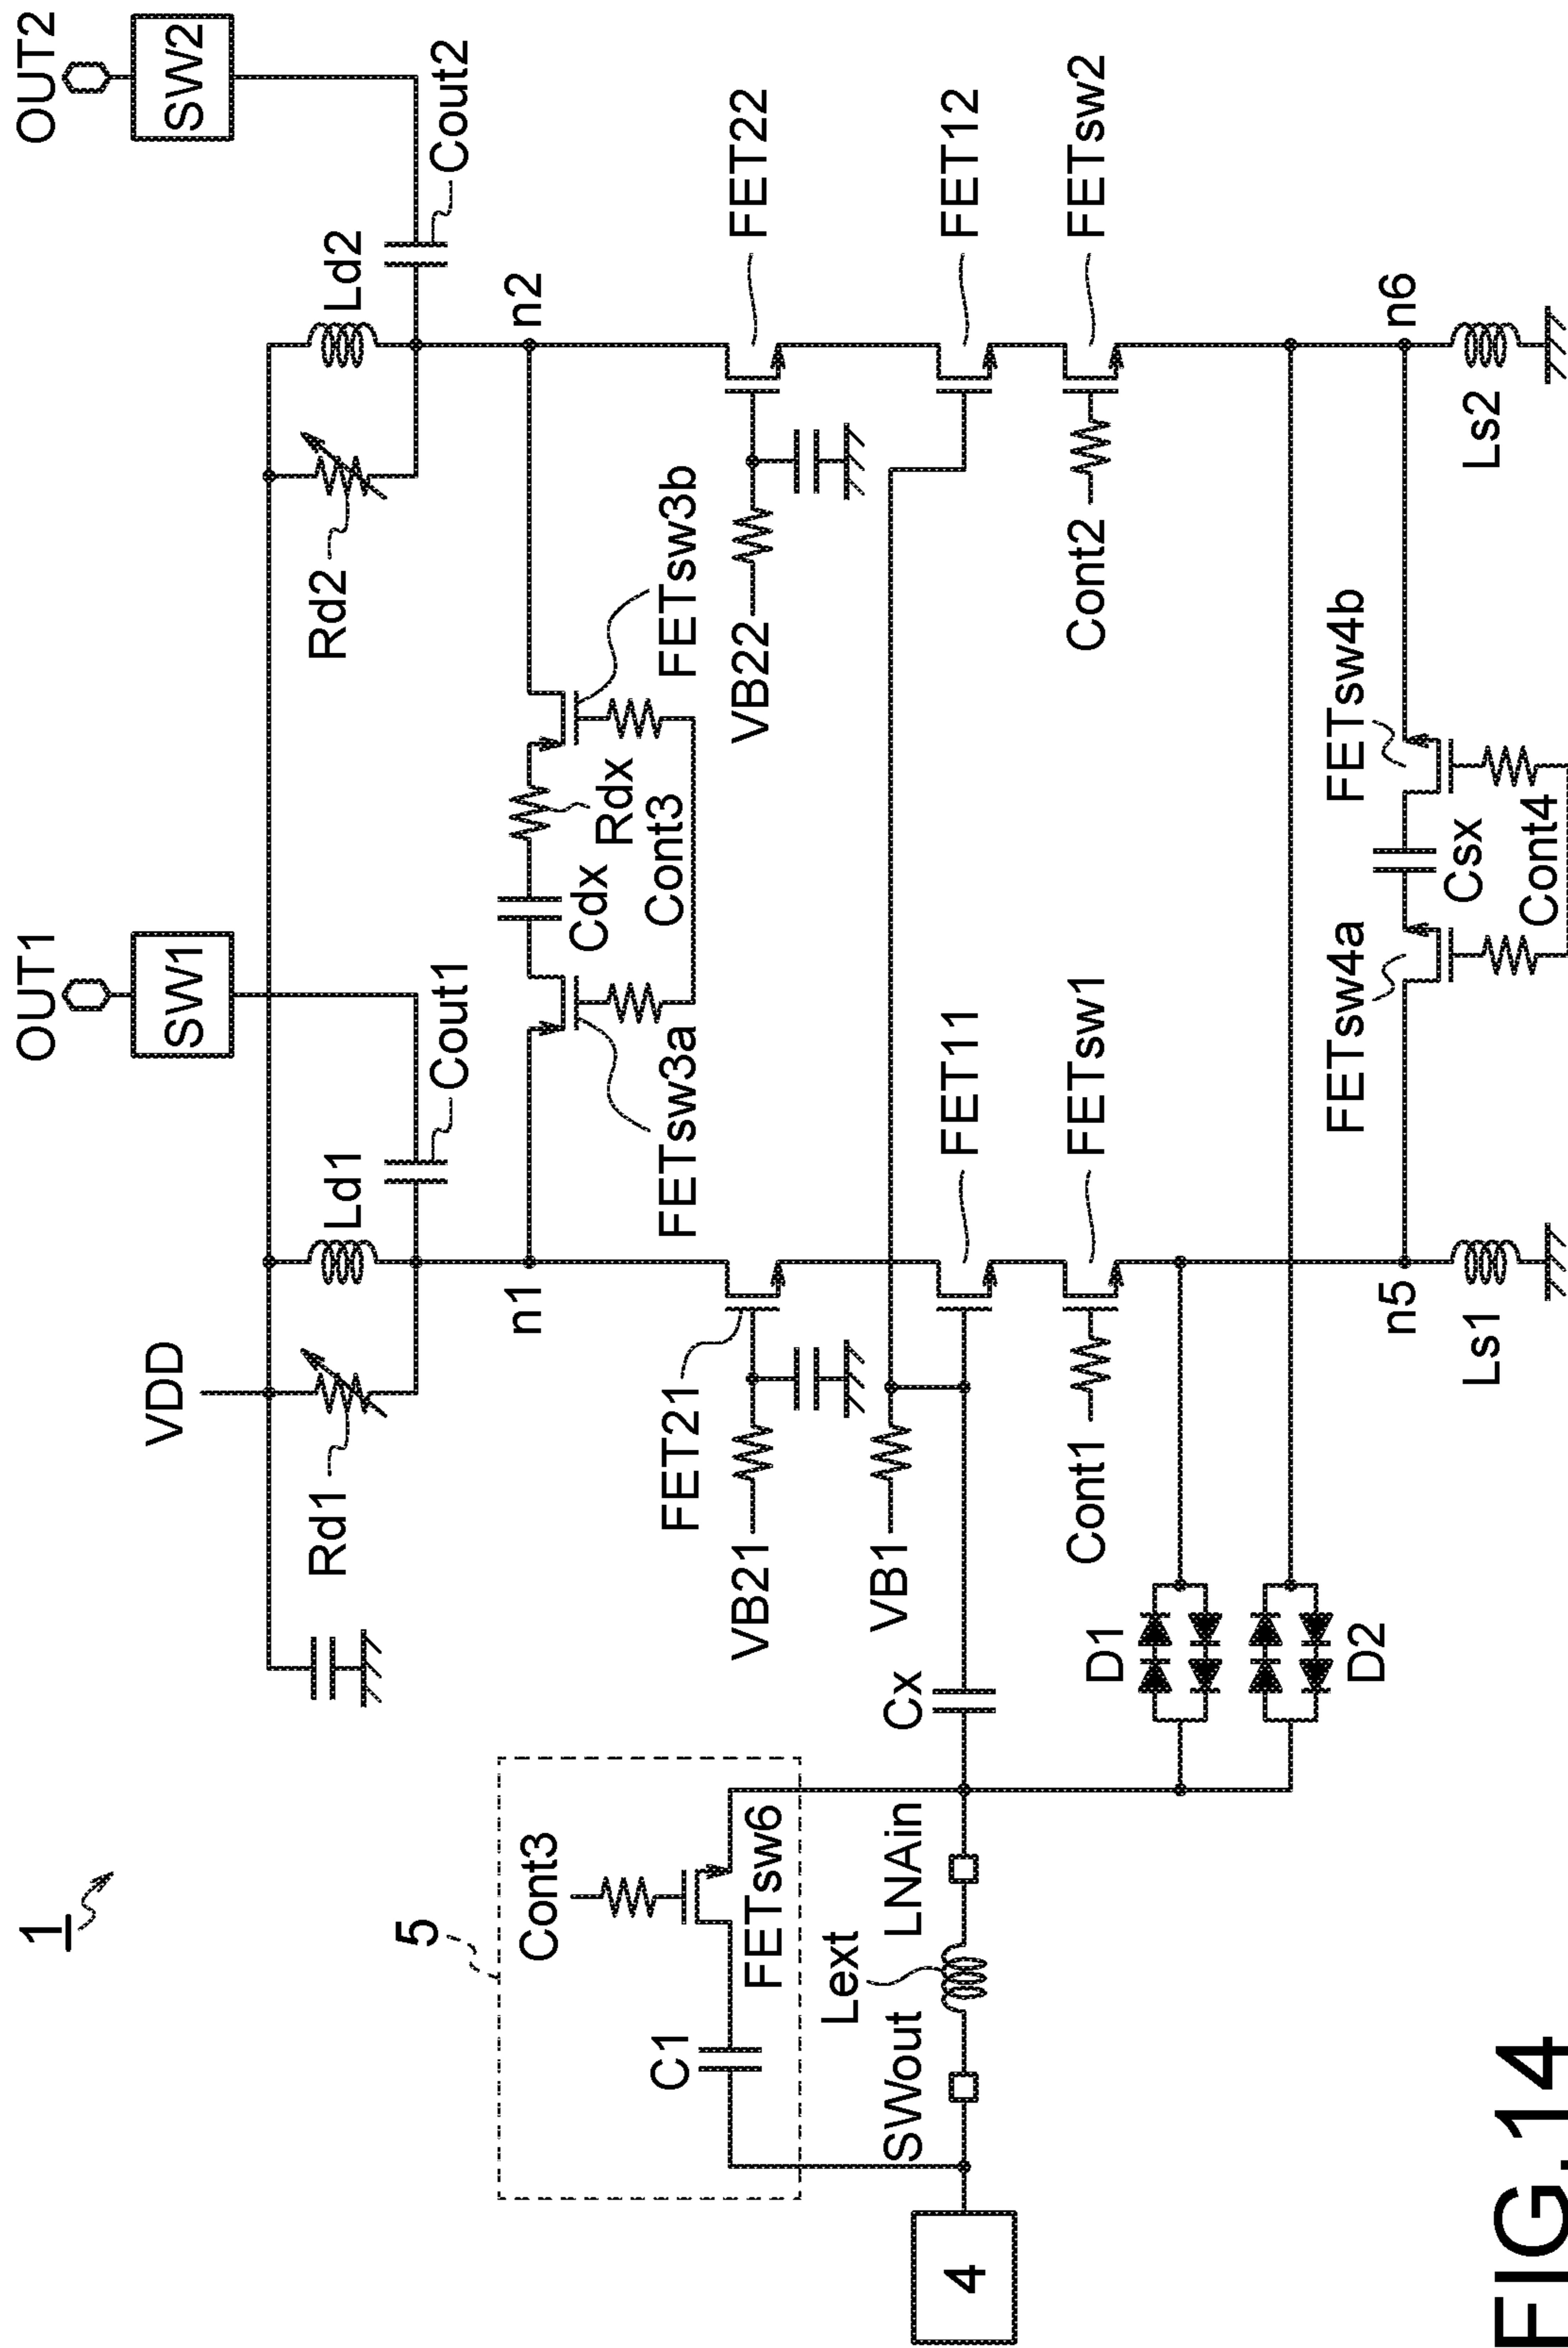 1
OUT1
OUT2
SW1
SW2
VDD
Rd1
Ld1
Cout1
Rd2
Ld2
Cout2
n1
n2
Cdx
Rdx
FETsw3a
Cont3
FETsw3b
5
Cont3
C1
FETsw6
FET21
VB21
VB22
FET22
VB1
FET11
FET12
4
SWout
Lext
LNAin
Cx
Cont1
FETsw1
Cont2
FETsw2
D1
D2
n5
n6
FETsw4a
FETsw4b
Csx
Cont4
Ls1
Ls2
FIG.14